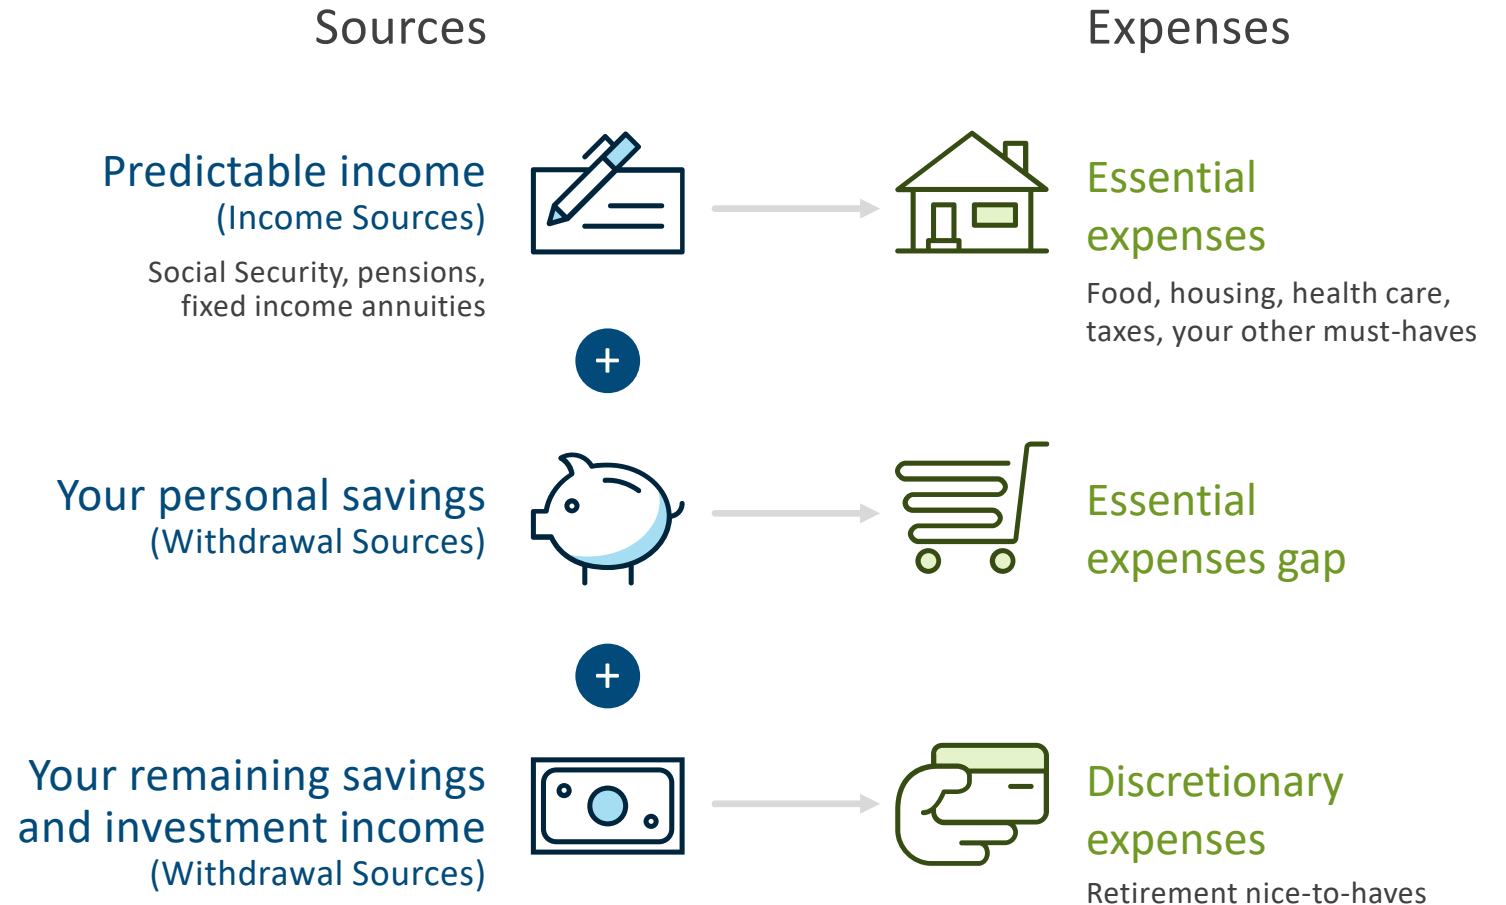 Sources
Expenses
Predictable income
(Income Sources)
Social Security, pensions,
fixed income annuities
Essential
expenses
Food, housing, health care,
taxes, your other must-haves
+
Your personal savings
(Withdrawal Sources)
Essential
expenses gap
+
Your remaining savings
and investment income
(Withdrawal Sources)
Discretionary
expenses
Retirement nice-to-haves